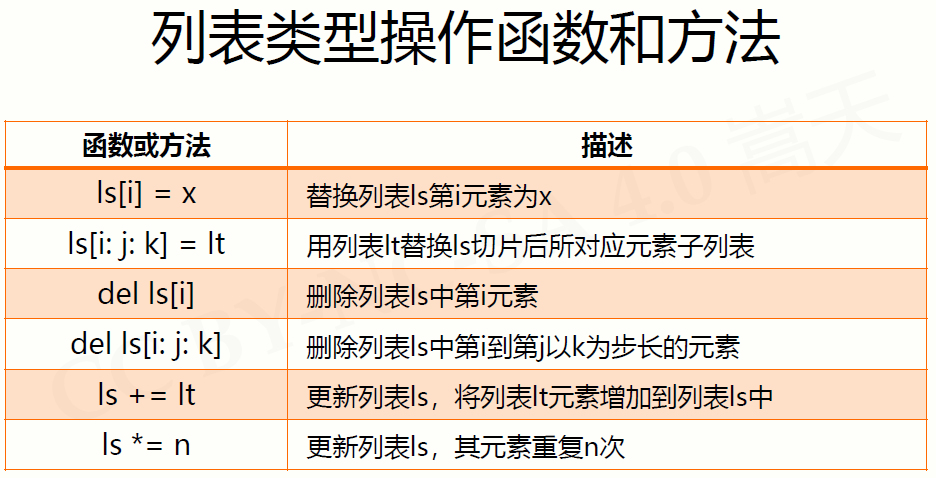 列表类型操作函数和方法
函数或方法 描述
ls[i] = x 替换列表ls第i元素为x
ls[i: j: k] = lt 用列表lt替换ls切片后所对应元素子列表
del ls[i] 删除列表ls中第i元素
del ls[i: j: k] 删除列表ls中第i到第j以k为步长的元素
ls += lt 更新列表ls，将列表lt元素增加到列表ls中
ls *= n 更新列表ls，其元素重复n次
CC BY-NC-SA 4.0 嵩天